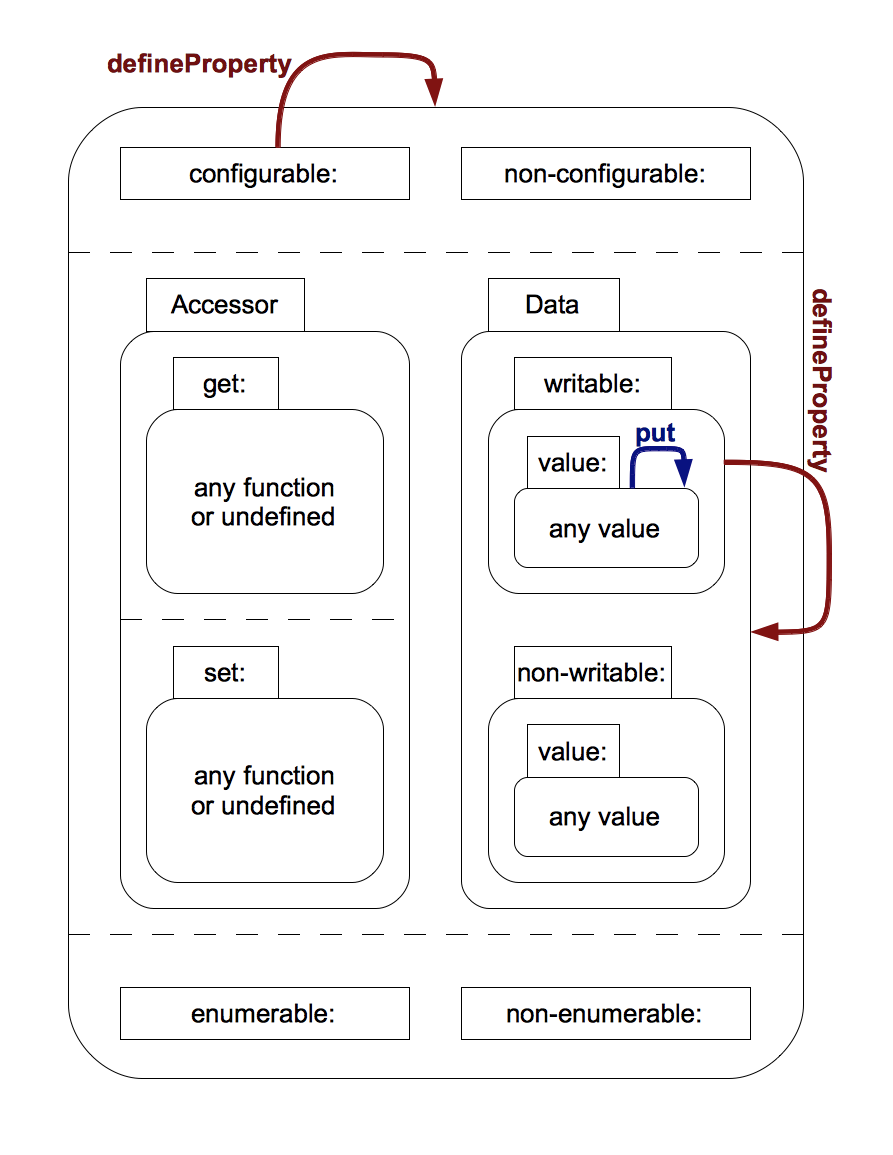 defineProperty
configurable:
non-configurable:
Accessor
Data
get:
any function
or undefined
set:
any function
or undefined
writable:
put
value:
any value
non-writable:
value:
any value
defineProperty
enumerable:
non-enumerable: